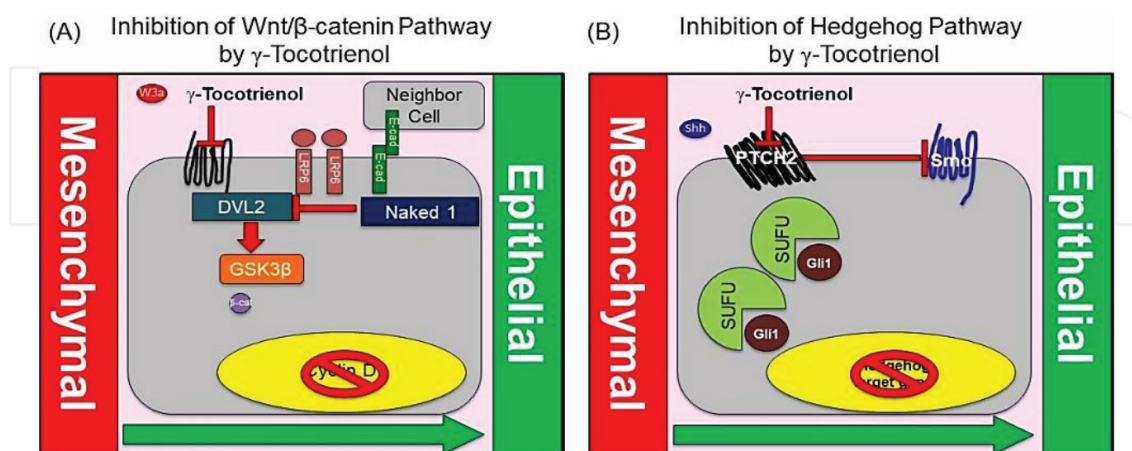 (A)
Inhibition of Wnt/β-catenin Pathway
by γ-Tocotrienol
Mesenchymal
W3a
γ-Tocotrienol
Neighbor
Cell
E-cad
E-cad
LRP6
LRP6
DVL2
Naked 1
GSK3β
β-cat
Epithelial
(B)
Inhibition of Hedgehog Pathway
by γ-Tocotrienol
Mesenchymal
γ-Tocotrienol
Shh
PTCH2
Smo
SUFU
Gli1
SUFU
Gli1
Epithelial